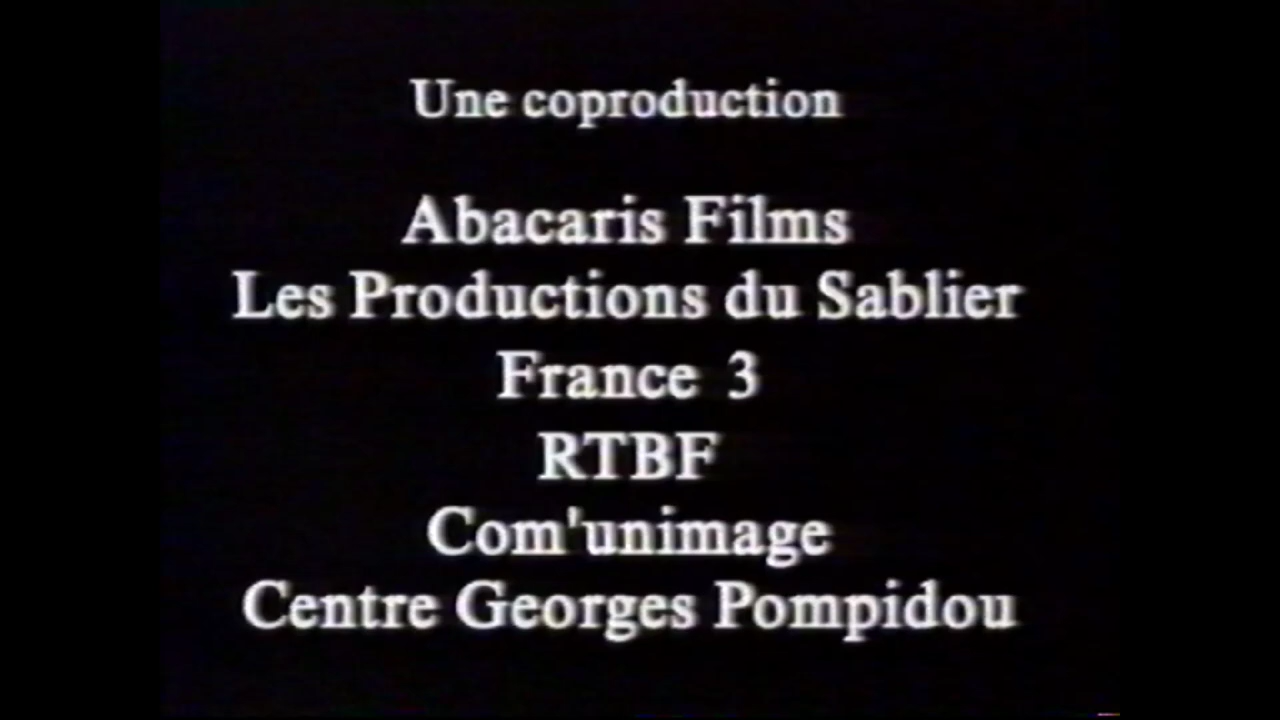 Une coproduction
Abacaris Films
Les Productions du Sablier
France 3
RTBF
Com'unimage
Centre Georges Pompidou